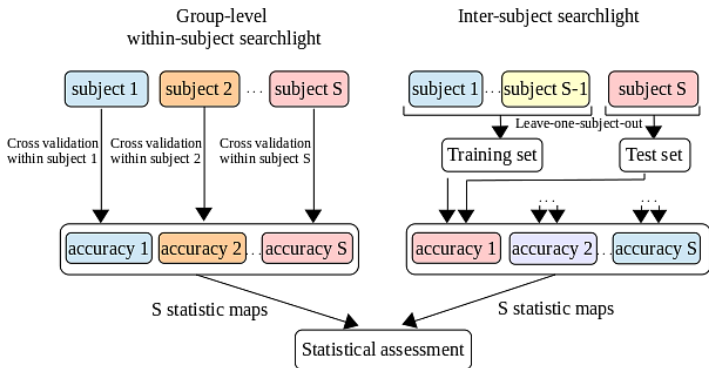 Group-level
within-subject searchlight
Inter-subject searchlight
subject 1
subject 2
...
subject S
subject 1
...
subject S-1
subject S
Cross validation
within subject 1
Cross validation
within subject 2
Cross validation
within subject S
Leave-one-subject-out
Training set
Test set
...
...
accuracy 1
accuracy 2
...
accuracy S
accuracy 1
accuracy 2
...
accuracy S
S statistic maps
S statistic maps
Statistical assessment